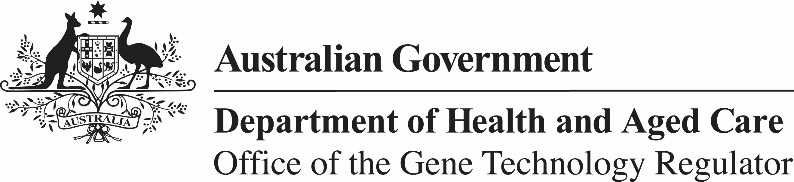 AUSTRALIA
Australian Government
Department of Health and Aged Care
Office of the Gene Technology Regulator